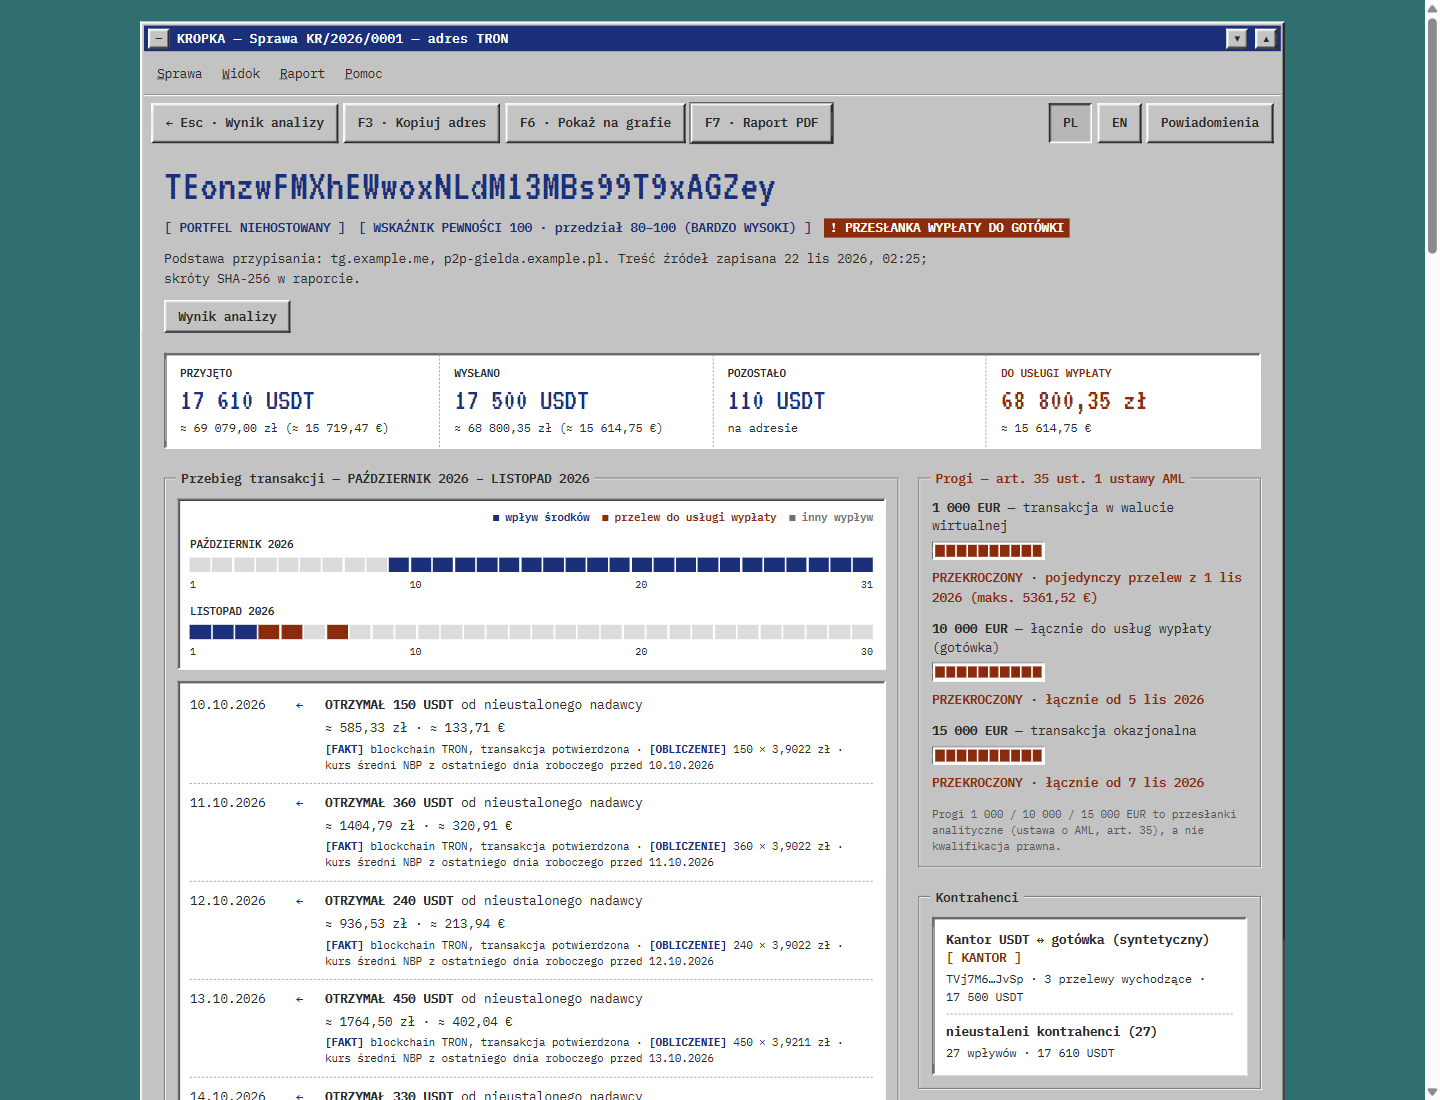 KROPKA — Sprawa KR/2026/0001 — adres TRON
Sprawa Widok Raport Pomoc
← Esc · Wynik analizy F3 · Kopiuj adres F6 · Pokaż na grafie F7 · Raport PDF PL EN Powiadomienia
TEonzwFMXhEWwoxNLdM13MBs99T9xAGZey
[ PORTFEL NIEHOSTOWANY ] [ WSKAŹNIK PEWNOŚCI 100 · przedział 80–100 (BARDZO WYSOKI) ] ! PRZESŁANKA WYPŁATY DO GOTÓWKI
Podstawa przypisania: tg.example.me, p2p-gielda.example.pl. Treść źródeł zapisana 22 lis 2026, 02:25;
skróty SHA-256 w raporcie.
Wynik analizy
PRZYJĘTO
17 610 USDT
≈ 69 079,00 zł (≈ 15 719,47 €)
WYSŁANO
17 500 USDT
≈ 68 800,35 zł (≈ 15 614,75 €)
POZOSTAŁO
110 USDT
na adresie
DO USŁUGI WYPŁATY
68 800,35 zł
≈ 15 614,75 €
Przebieg transakcji — PAŹDZIERNIK 2026 – LISTOPAD 2026
■ wpływ środków ■ przelew do usługi wypłaty ■ inny wypływ
PAŹDZIERNIK 2026
1 10 20 31
LISTOPAD 2026
1 10 20 30
10.10.2026 ← OTRZYMAŁ 150 USDT od nieustalonego nadawcy
≈ 585,33 zł · ≈ 133,71 €
[FAKT] blockchain TRON, transakcja potwierdzona · [OBLICZENIE] 150 × 3,9022 zł ·
kurs średni NBP z ostatniego dnia roboczego przed 10.10.2026
11.10.2026 ← OTRZYMAŁ 360 USDT od nieustalonego nadawcy
≈ 1404,79 zł · ≈ 320,91 €
[FAKT] blockchain TRON, transakcja potwierdzona · [OBLICZENIE] 360 × 3,9022 zł ·
kurs średni NBP z ostatniego dnia roboczego przed 11.10.2026
12.10.2026 ← OTRZYMAŁ 240 USDT od nieustalonego nadawcy
≈ 936,53 zł · ≈ 213,94 €
[FAKT] blockchain TRON, transakcja potwierdzona · [OBLICZENIE] 240 × 3,9022 zł ·
kurs średni NBP z ostatniego dnia roboczego przed 12.10.2026
13.10.2026 ← OTRZYMAŁ 450 USDT od nieustalonego nadawcy
≈ 1764,50 zł · ≈ 402,04 €
[FAKT] blockchain TRON, transakcja potwierdzona · [OBLICZENIE] 450 × 3,9211 zł ·
kurs średni NBP z ostatniego dnia roboczego przed 13.10.2026
14.10.2026 ← OTRZYMAŁ 330 USDT od nieustalonego nadawcy
Progi — art. 35 ust. 1 ustawy AML
1 000 EUR — transakcja w walucie
wirtualnej
PRZEKROCZONY · pojedynczy przelew z 1 lis
2026 (maks. 5361,52 €)
10 000 EUR — łącznie do usług wypłaty
(gotówka)
PRZEKROCZONY · łącznie od 5 lis 2026
15 000 EUR — transakcja okazjonalna
PRZEKROCZONY · łącznie od 7 lis 2026
Progi 1 000 / 10 000 / 15 000 EUR to przesłanki
analityczne (ustawa o AML, art. 35), a nie
kwalifikacja prawna.
Kontrahenci
Kantor USDT ↔ gotówka (syntetyczny)
[ KANTOR ]
TVj7M6…JvSp · 3 przelewy wychodzące ·
17 500 USDT
nieustaleni kontrahenci (27)
27 wpływów · 17 610 USDT